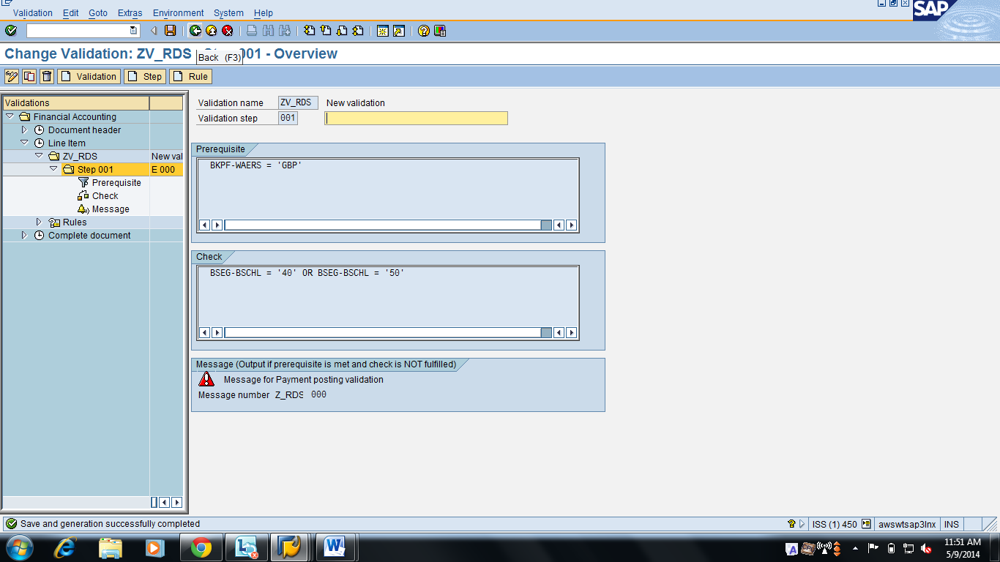 Validation Edit Goto Extras Environment System Help
SAP
Change Validation: ZV_RDS Step 001 - Overview
Back (F3)
Validation Step Rule
Validations
Financial Accounting
Document header
Line Item
ZV_RDS New val
Step 001 E 000
Prerequisite
Check
Message
Rules
Complete document
Validation name ZV_RDS New validation
Validation step 001
Prerequisite
BKPF-WAERS = 'GBP'
Check
BSEG-BSCHL = '40' OR BSEG-BSCHL = '50'
Message (Output if prerequisite is met and check is NOT fulfilled)
Message for Payment posting validation
Message number Z_RDS 000
Save and generation successfully completed
ISS (1) 450 awswtsap3lnx INS
A
11:51 AM
5/9/2014